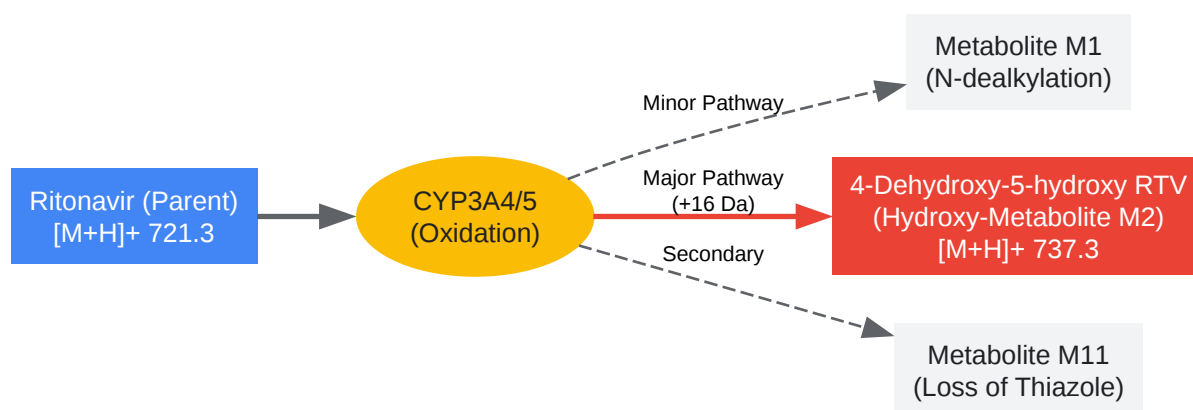 Ritonavir (Parent)
[M+H]+ 721.3
CYP3A4/5
(Oxidation)
Minor Pathway
Major Pathway
(+16 Da)
Secondary
Metabolite M1
(N-dealkylation)
4-Dehydroxy-5-hydroxy RTV
(Hydroxy-Metabolite M2)
[M+H]+ 737.3
Metabolite M11
(Loss of Thiazole)